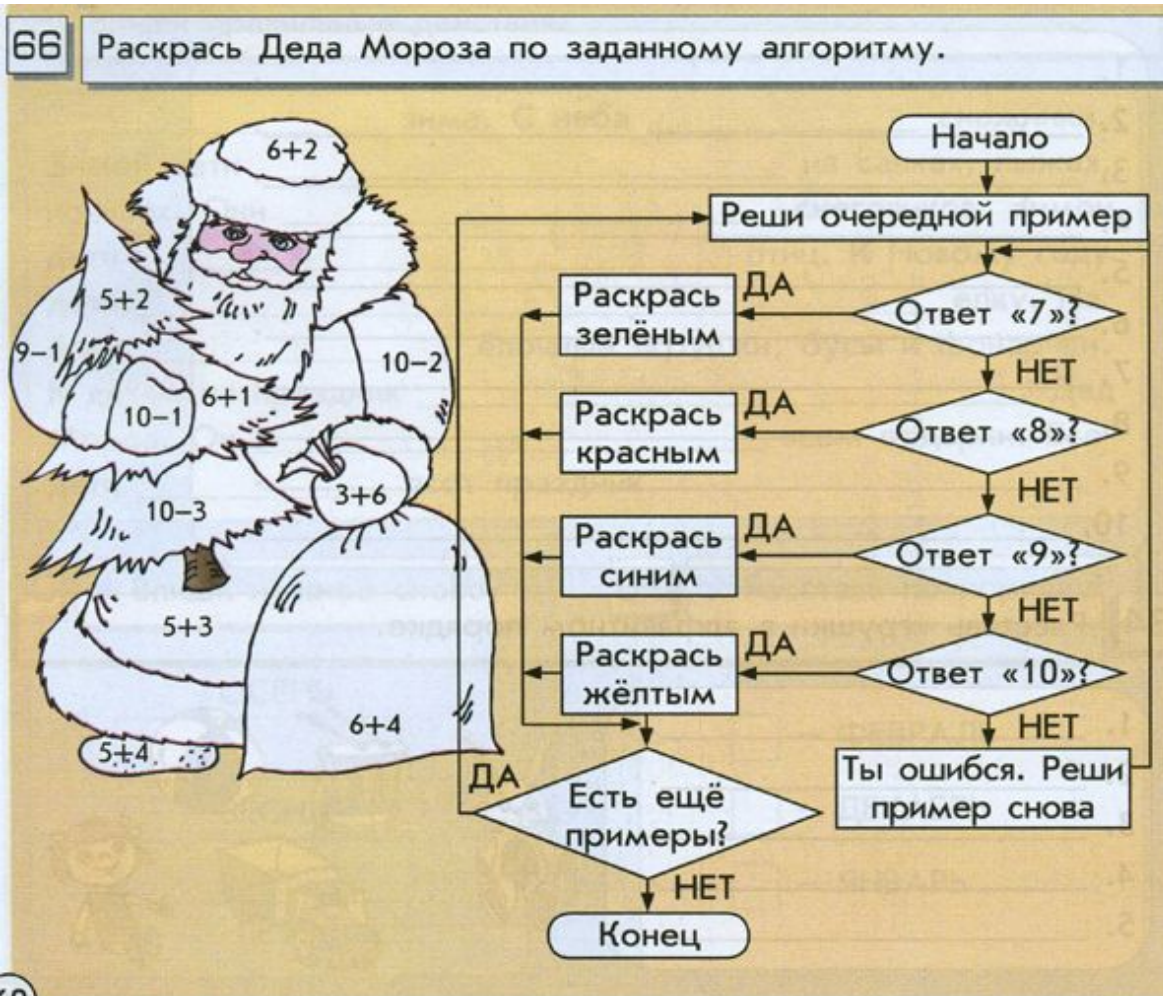 66
Раскрась Деда Мороза по заданному алгоритму.
6+2
5+2
9–1
10–2
6+1
10–1
3+6
10–3
5+3
6+4
5+4
Начало
Реши очередной пример
Ответ «7»?
ДА
Раскрась
зелёным
НЕТ
Ответ «8»?
ДА
Раскрась
красным
НЕТ
Ответ «9»?
ДА
Раскрась
синим
НЕТ
Ответ «10»?
ДА
Раскрась
жёлтым
НЕТ
Ты ошибся. Реши
пример снова
Есть ещё
примеры?
ДА
НЕТ
Конец